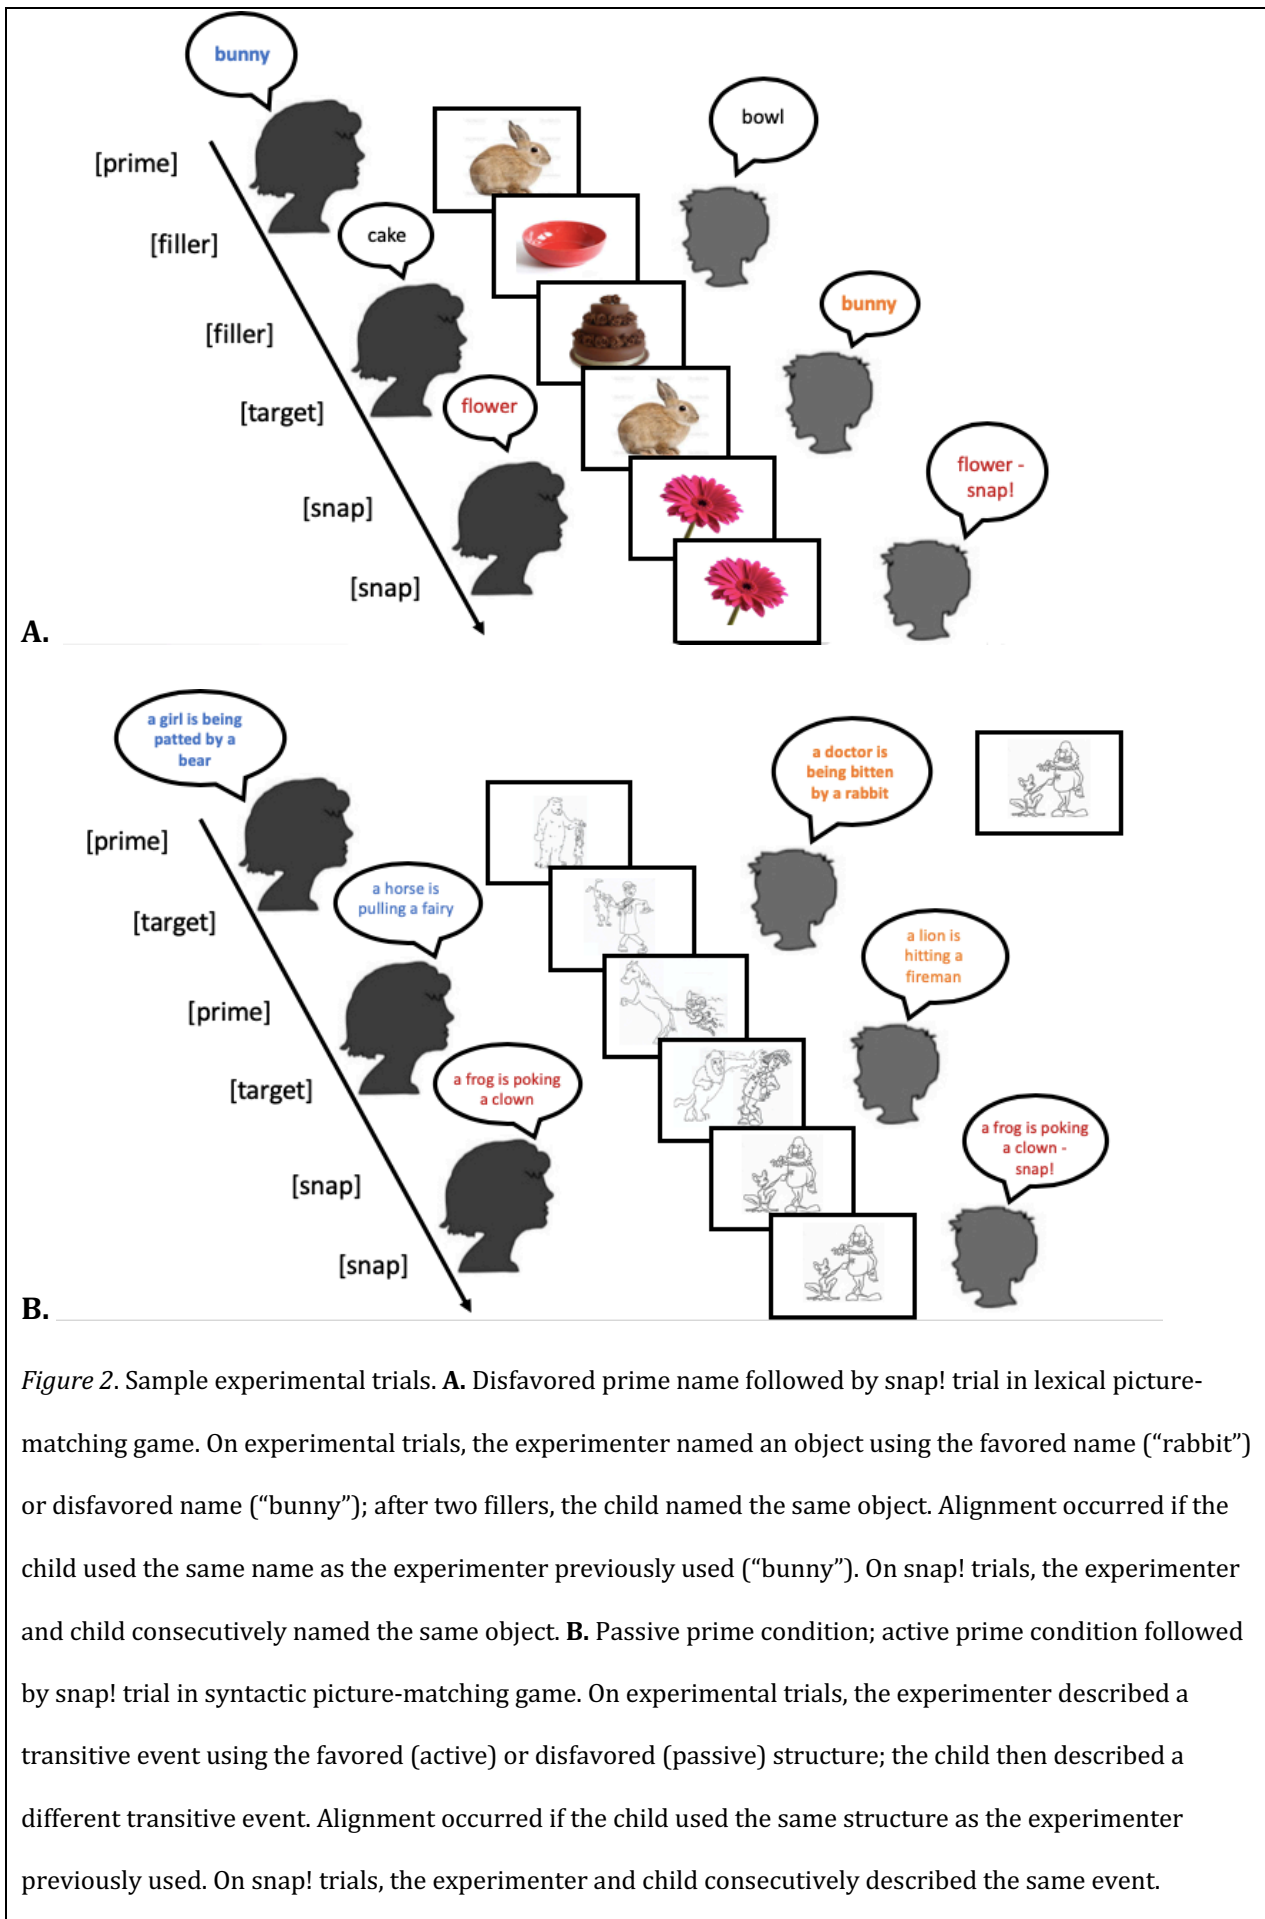 bunny
bowl
[prime]
[filler]
cake
bunny
[filler]
[target]
flower
flower -
snap!
[snap]
[snap]
A.
a girl is being
patted by a
bear
a doctor is
being bitten
by a rabbit
[prime]
a horse is
pulling a fairy
[target]
a lion is
hitting a
fireman
[prime]
a frog is poking
a clown
[target]
a frog is poking
a clown -
snap!
[snap]
[snap]
B.
Figure 2. Sample experimental trials. A. Disfavored prime name followed by snap! trial in lexical picture-
matching game. On experimental trials, the experimenter named an object using the favored name (“rabbit”)
or disfavored name (“bunny”); after two fillers, the child named the same object. Alignment occurred if the
child used the same name as the experimenter previously used (“bunny”). On snap! trials, the experimenter
and child consecutively named the same object. B. Passive prime condition; active prime condition followed
by snap! trial in syntactic picture-matching game. On experimental trials, the experimenter described a
transitive event using the favored (active) or disfavored (passive) structure; the child then described a
different transitive event. Alignment occurred if the child used the same structure as the experimenter
previously used. On snap! trials, the experimenter and child consecutively described the same event.